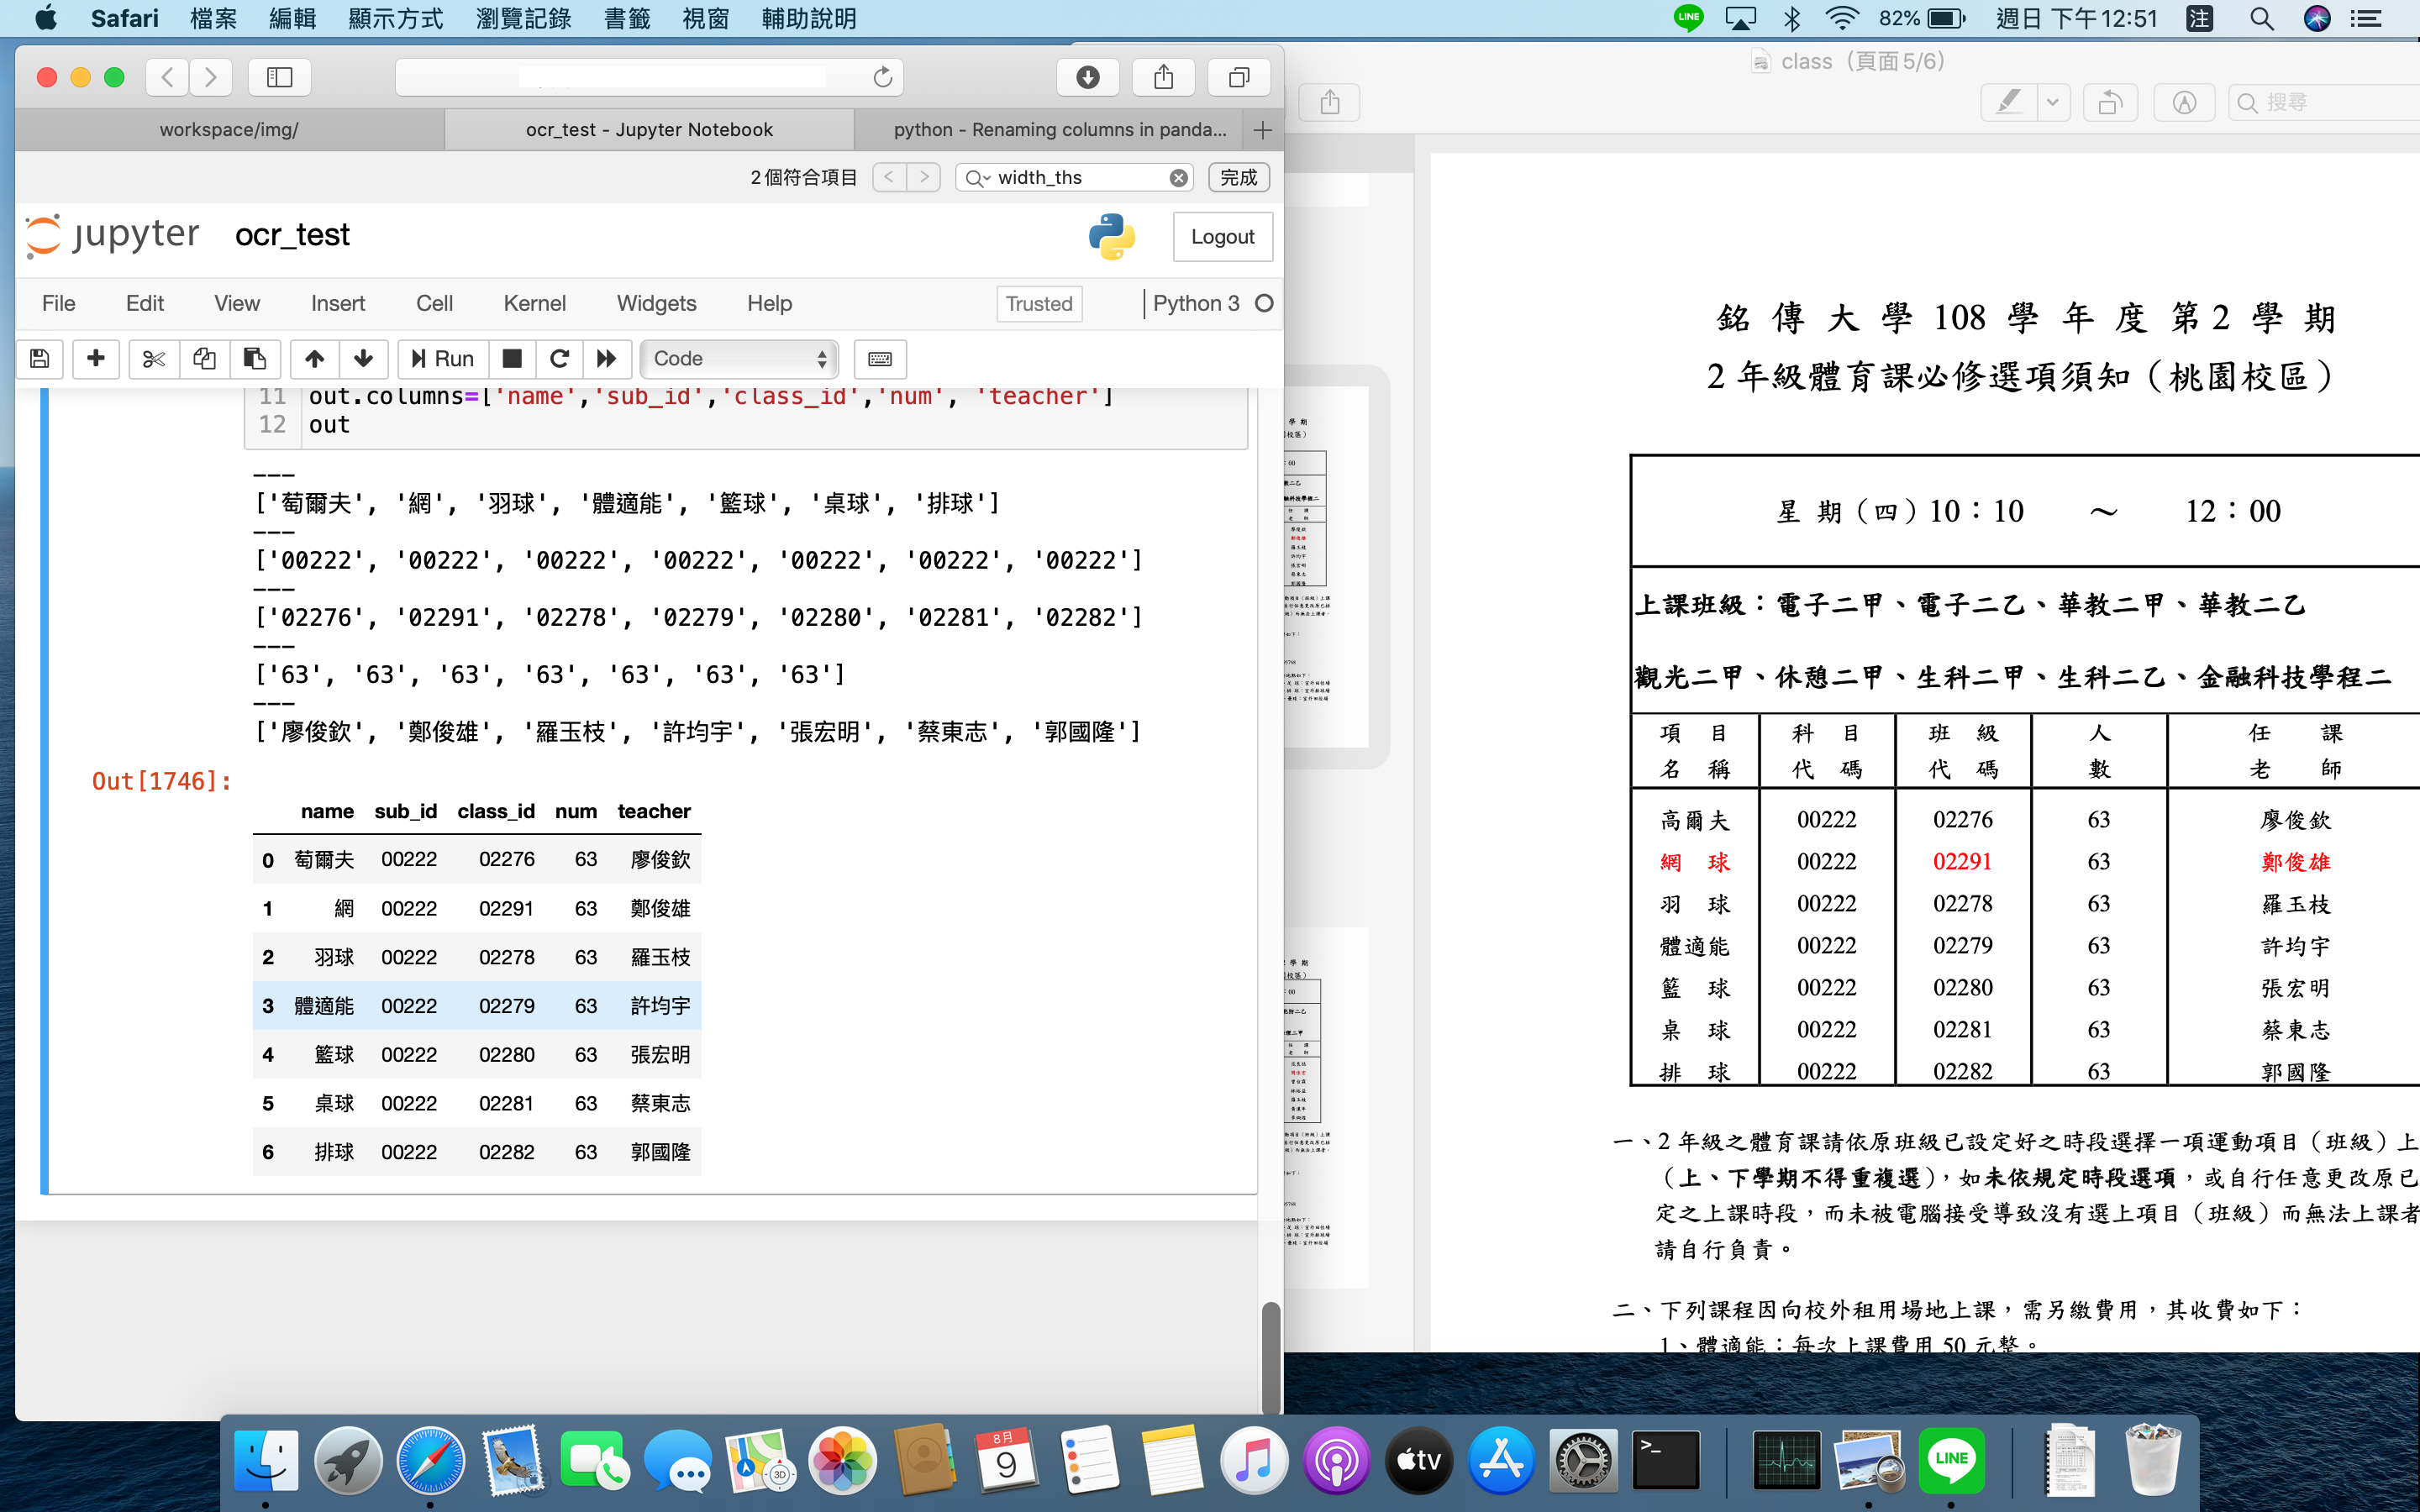 Safari 檔案 編輯 顯示方式 瀏覽記錄 書籤 視窗 輔助說明
LINE 82% 週日 下午12:51 注
workspace/img/
ocr_test - Jupyter Notebook
python - Renaming columns in panda...
2 個符合項目 width_ths 完成
jupyter ocr_test
Logout
File Edit View Insert Cell Kernel Widgets Help
Trusted Python 3
Run Code
11 out.columns=['name','sub_id','class_id','num', 'teacher']
12 out
---
['萄爾夫', '網', '羽球', '體適能', '籃球', '桌球', '排球']
---
['00222', '00222', '00222', '00222', '00222', '00222', '00222']
---
['02276', '02291', '02278', '02279', '02280', '02281', '02282']
---
['63', '63', '63', '63', '63', '63', '63']
---
['廖俊欽', '鄭俊雄', '羅玉枝', '許均宇', '張宏明', '蔡東志', '郭國隆']
Out[1746]:
name sub_id class_id num teacher
0 萄爾夫 00222 02276 63 廖俊欽
1 網 00222 02291 63 鄭俊雄
2 羽球 00222 02278 63 羅玉枝
3 體適能 00222 02279 63 許均宇
4 籃球 00222 02280 63 張宏明
5 桌球 00222 02281 63 蔡東志
6 排球 00222 02282 63 郭國隆
class（頁面 5/6）
搜尋
銘 傳 大 學 108 學 年 度 第 2 學 期
2 年級體育課必修選項須知（桃園校區）
星 期（四）10：10 ～ 12：00
上課班級：電子二甲、電子二乙、華教二甲、華教二乙
觀光二甲、休憩二甲、生科二甲、生科二乙、金融科技學程二
項 目 科 目 班 級 人 任 課
名 稱 代 碼 代 碼 數 老 師
高爾夫 00222 02276 63 廖俊欽
網 球 00222 02291 63 鄭俊雄
羽 球 00222 02278 63 羅玉枝
體適能 00222 02279 63 許均宇
籃 球 00222 02280 63 張宏明
桌 球 00222 02281 63 蔡東志
排 球 00222 02282 63 郭國隆
一、2 年級之體育課請依原班級已設定好之時段選擇一項運動項目（班級）上
（上、下學期不得重複選），如未依規定時段選項，或自行任意更改原已
定之上課時段，而未被電腦接受導致沒有選上項目（班級）而無法上課者
請自行負責。
二、下列課程因向校外租用場地上課，需另繳費用，其收費如下：
1、體適能：每次上課費用 50 元整。
8月
9
3D
tv
>_
LINE